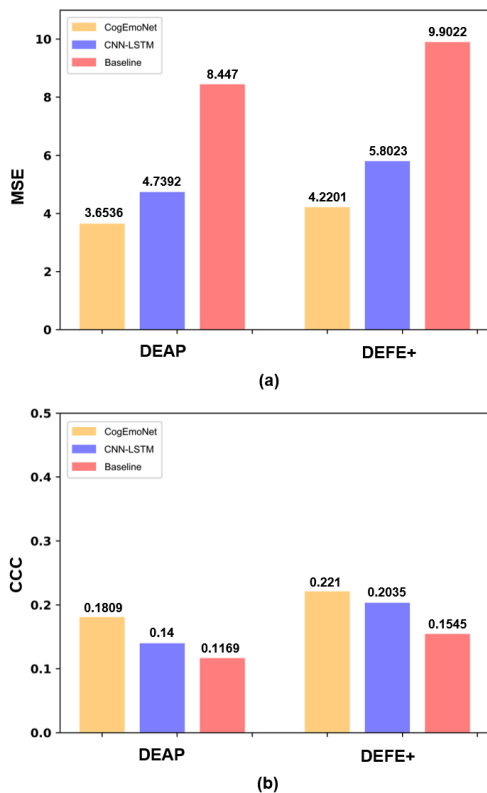 10
8
6
4
2
0
MSE
CogEmoNet
CNN-LSTM
Baseline
3.6536
4.7392
8.447
4.2201
5.8023
9.9022
DEAP
DEFE+
(a)
0.5
0.4
0.3
0.2
0.1
0.0
CCC
CogEmoNet
CNN-LSTM
Baseline
0.1809
0.14
0.1169
0.221
0.2035
0.1545
DEAP
DEFE+
(b)